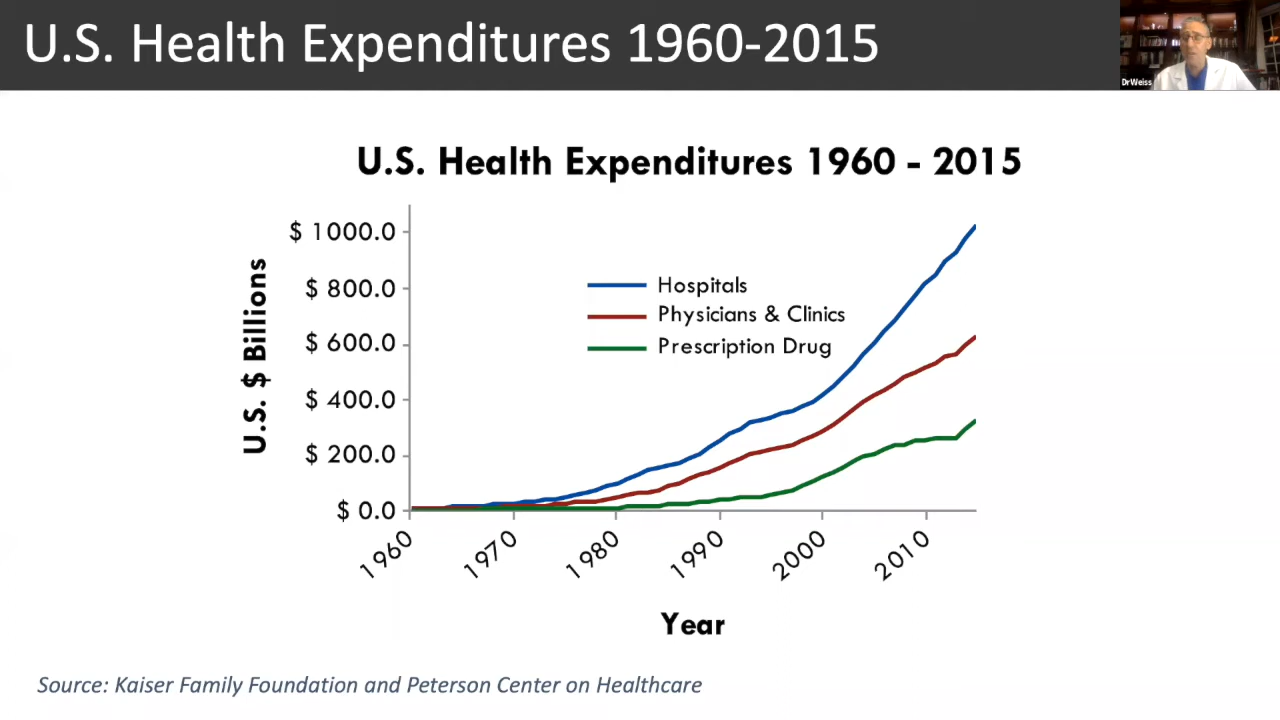 U.S. Health Expenditures 1960-2015
DrWeiss
U.S. Health Expenditures 1960 - 2015
$ 1000.0
$ 800.0
$ 600.0
$ 400.0
$ 200.0
$ 0.0
U.S. $ Billions
Hospitals
Physicians & Clinics
Prescription Drug
1960
1970
1980
1990
2000
2010
Year
Source: Kaiser Family Foundation and Peterson Center on Healthcare